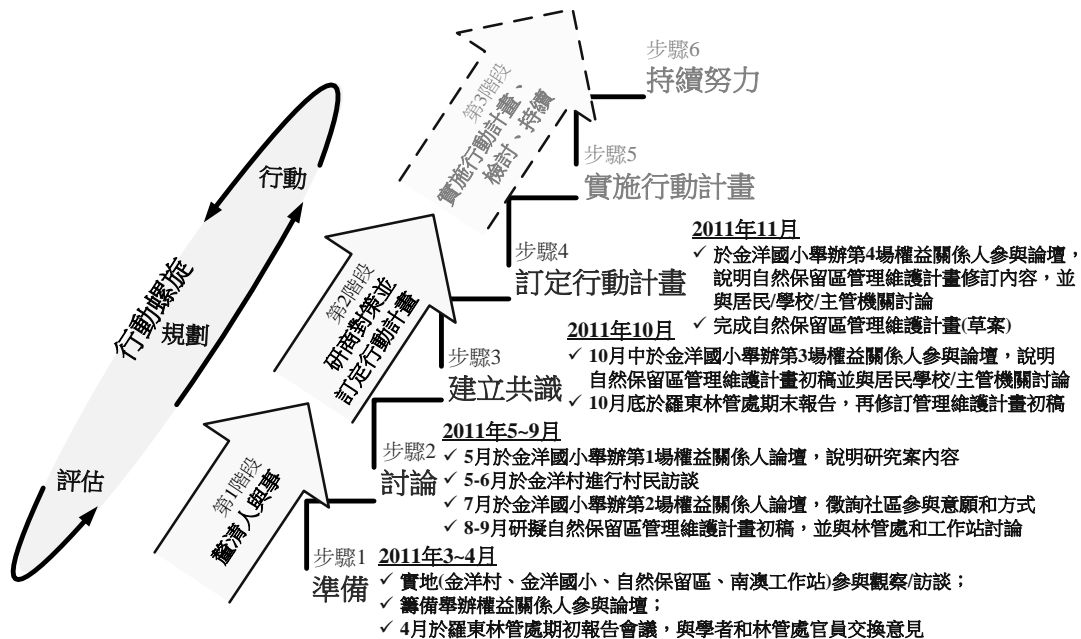 步驟6
持續努力
第3階段
實施行動計畫、
檢討、持續
步驟5
實施行動計畫
行動
行動螺旋
規劃
評估
2011年11月
✓ 於金洋國小舉辦第4場權益關係人參與論壇，
說明自然保留區管理維護計畫修訂內容，並
與居民/學校/主管機關討論
✓ 完成自然保留區管理維護計畫(草案)
步驟4
訂定行動計畫
第2階段
研商對策並
訂定行動計畫
2011年10月
✓ 10月中於金洋國小舉辦第3場權益關係人參與論壇，說明
自然保留區管理維護計畫初稿並與居民學校/主管機關討論
✓ 10月底於羅東林管處期末報告，再修訂管理維護計畫初稿
步驟3
建立共識
2011年5~9月
✓ 5月於金洋國小舉辦第1場權益關係人論壇，說明研究案內容
✓ 5-6月於金洋村進行村民訪談
✓ 7月於金洋國小舉辦第2場權益關係人論壇，徵詢社區參與意願和方式
✓ 8-9月研擬自然保留區管理維護計畫初稿，並與林管處和工作站討論
步驟2
討論
第1階段
釐清人與事
步驟1
準備
2011年3~4月
✓ 實地(金洋村、金洋國小、自然保留區、南澳工作站)參與觀察/訪談；
✓ 籌備舉辦權益關係人參與論壇；
✓ 4月於羅東林管處期初報告會議，與學者和林管處官員交換意見